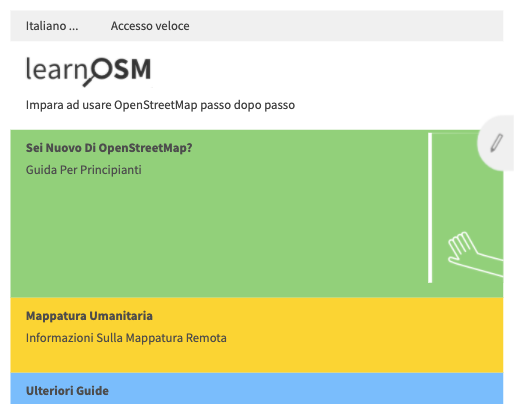 Italiano ... Accesso veloce
learnOSM
Impara ad usare OpenStreetMap passo dopo passo
Sei Nuovo Di OpenStreetMap?
Guida Per Principianti
Mappatura Umanitaria
Informazioni Sulla Mappatura Remota
Ulteriori Guide